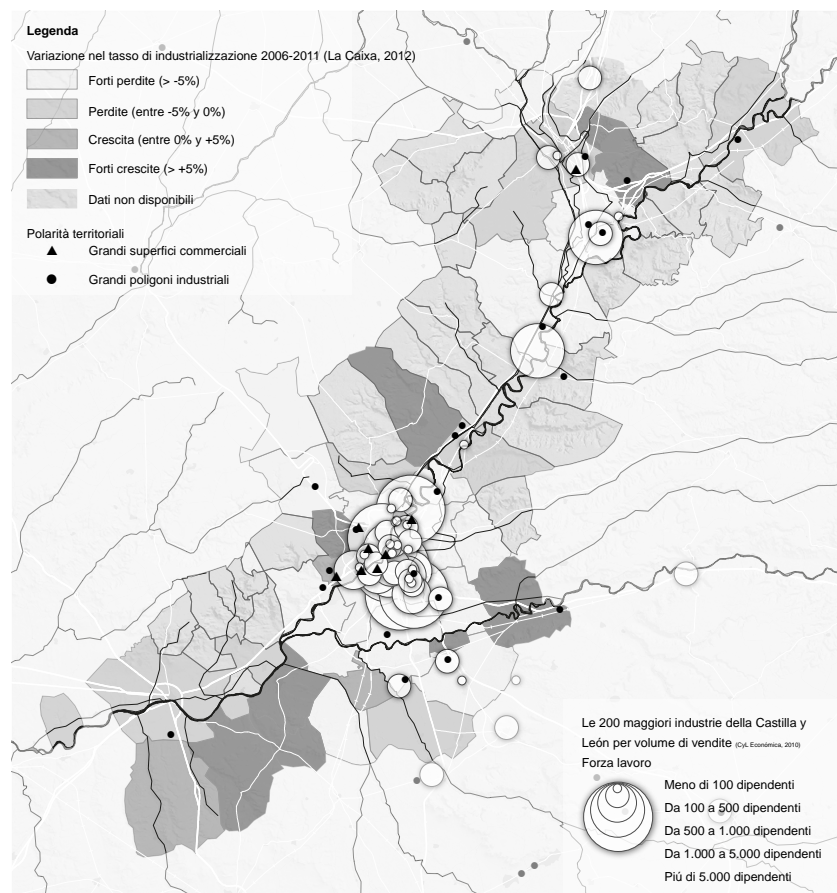 Legenda
Variazione nel tasso di industrializzazione 2006-2011 (La Caixa, 2012)
Forti perdite (> -5%)
Perdite (entre -5% y 0%)
Crescita (entre 0% y +5%)
Forti crescite (> +5%)
Dati non disponibili
Polarità territoriali
Grandi superfici commerciali
Grandi poligoni industriali
Le 200 maggiori industrie della Castilla y
León per volume di vendite (CyL Económica, 2010)
Forza lavoro
Meno di 100 dipendenti
Da 100 a 500 dipendenti
Da 500 a 1.000 dipendenti
Da 1.000 a 5.000 dipendenti
Piú di 5.000 dipendenti